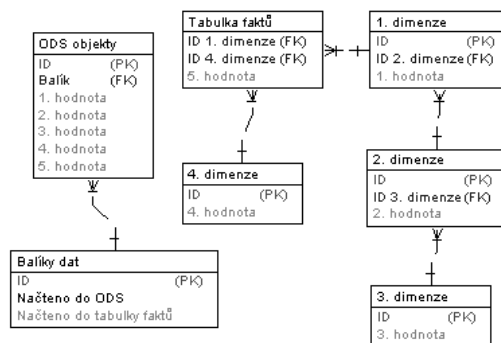 ODS objekty
ID (PK)
Balík (FK)
1. hodnota
2. hodnota
3. hodnota
4. hodnota
5. hodnota
Tabulka faktů
ID 1. dimenze (FK)
ID 4. dimenze (FK)
5. hodnota
1. dimenze
ID (PK)
ID 2. dimenze (FK)
1. hodnota
4. dimenze
ID (PK)
4. hodnota
2. dimenze
ID (PK)
ID 3. dimenze (FK)
2. hodnota
Balíky dat
ID (PK)
Načteno do ODS
Načteno do tabulky faktů
3. dimenze
ID (PK)
3. hodnota